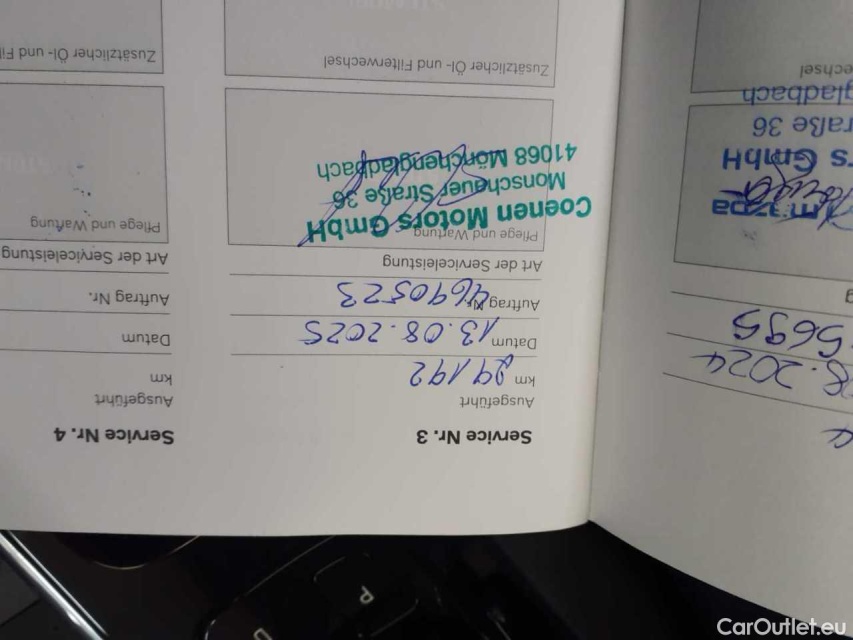 8.2024
5695
g
rs GmbH
raße 36
gladbach
echsel
Service Nr. 3
Ausgeführt
km
Datum 13.08.2025
Auftrag Nr. 4690523
Art der Serviceleistung
Pflege und Wartung
Coenen Motors GmbH
Monschauer Straße 36
41068 Mönchengladbach
Zusätzlicher Öl- und Filterwechsel
Service Nr. 4
Ausgeführt
km
Datum
Auftrag Nr.
Art der Serviceleistung
Pflege und Wartung
Zusätzlicher Öl- und Fi
P
CarOutlet.eu